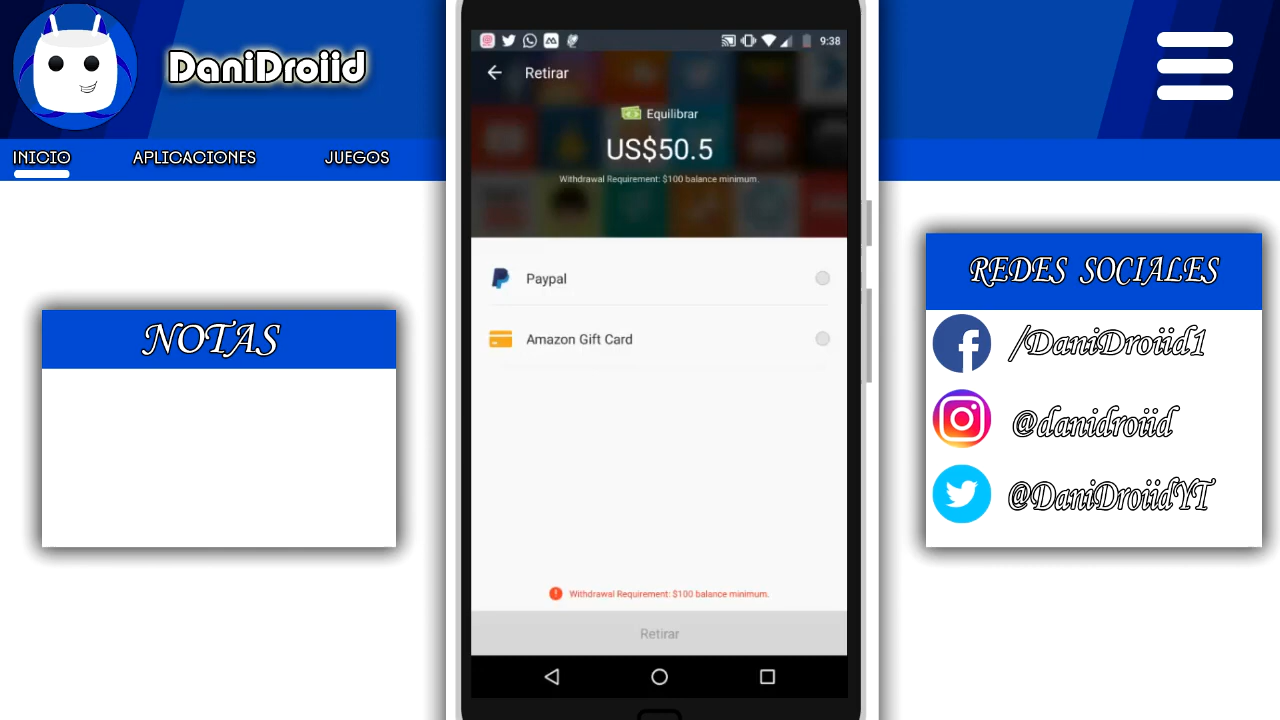 DaniDroiid
INICIO
APLICACIONES
JUEGOS
NOTAS
9:38
Retirar
Equilibrar
US$50.5
Withdrawal Requirement: $100 balance minimum.
Paypal
Amazon Gift Card
Withdrawal Requirement: $100 balance minimum.
Retirar
REDES SOCIALES
/DaniDroiid1
@danidroiid
@DaniDroiidYT